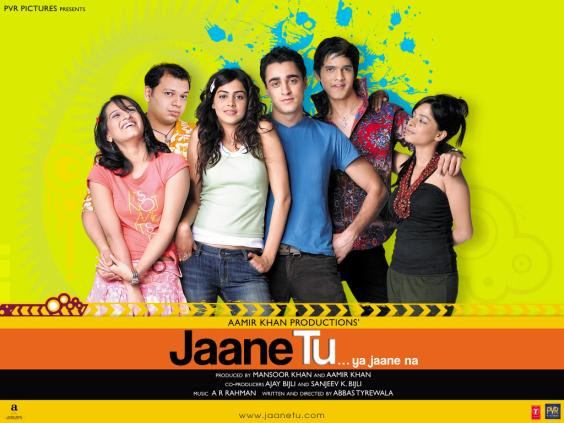 PVR PICTURES PRESENTS
AAMIR KHAN PRODUCTIONS'
Jaane Tu... ya jaane na
PRODUCED BY MANSOOR KHAN AND AAMIR KHAN
CO-PRODUCERS AJAY BIJLI AND SANJEEV K. BIJLI
MUSIC A R RAHMAN WRITTEN AND DIRECTED BY ABBAS TYREWALA
a
www.jaanetu.com
T
PVR